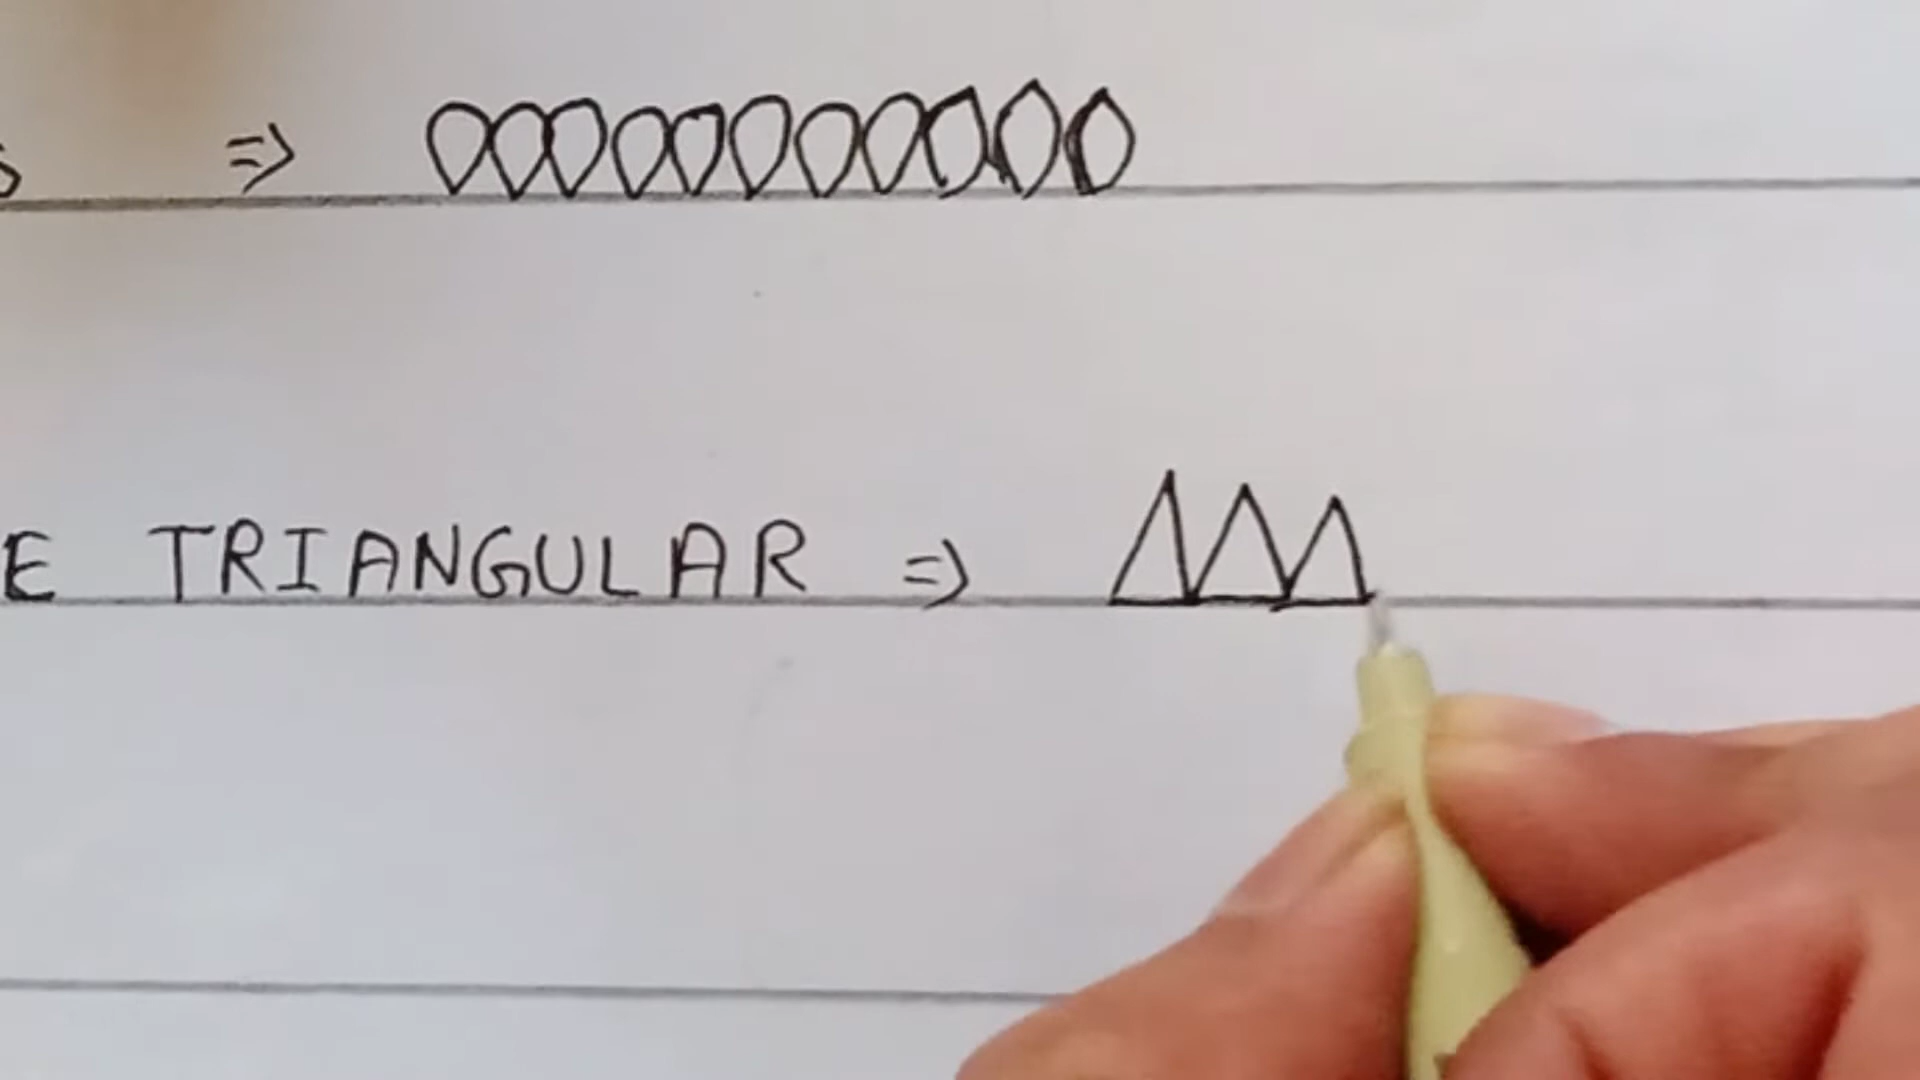 S =>
E TRIANGULAR =>